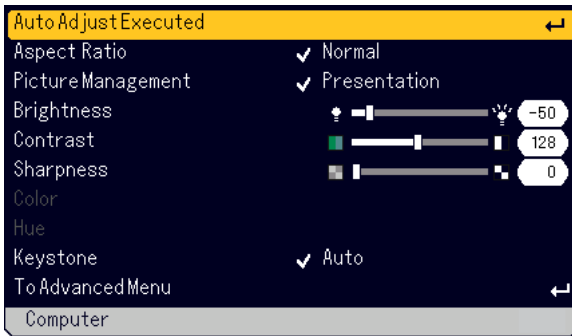 Auto Adjust Executed
Aspect Ratio Normal
Picture Management Presentation
Brightness -50
Contrast 128
Sharpness 0
Color
Hue
Keystone Auto
To Advanced Menu
Computer